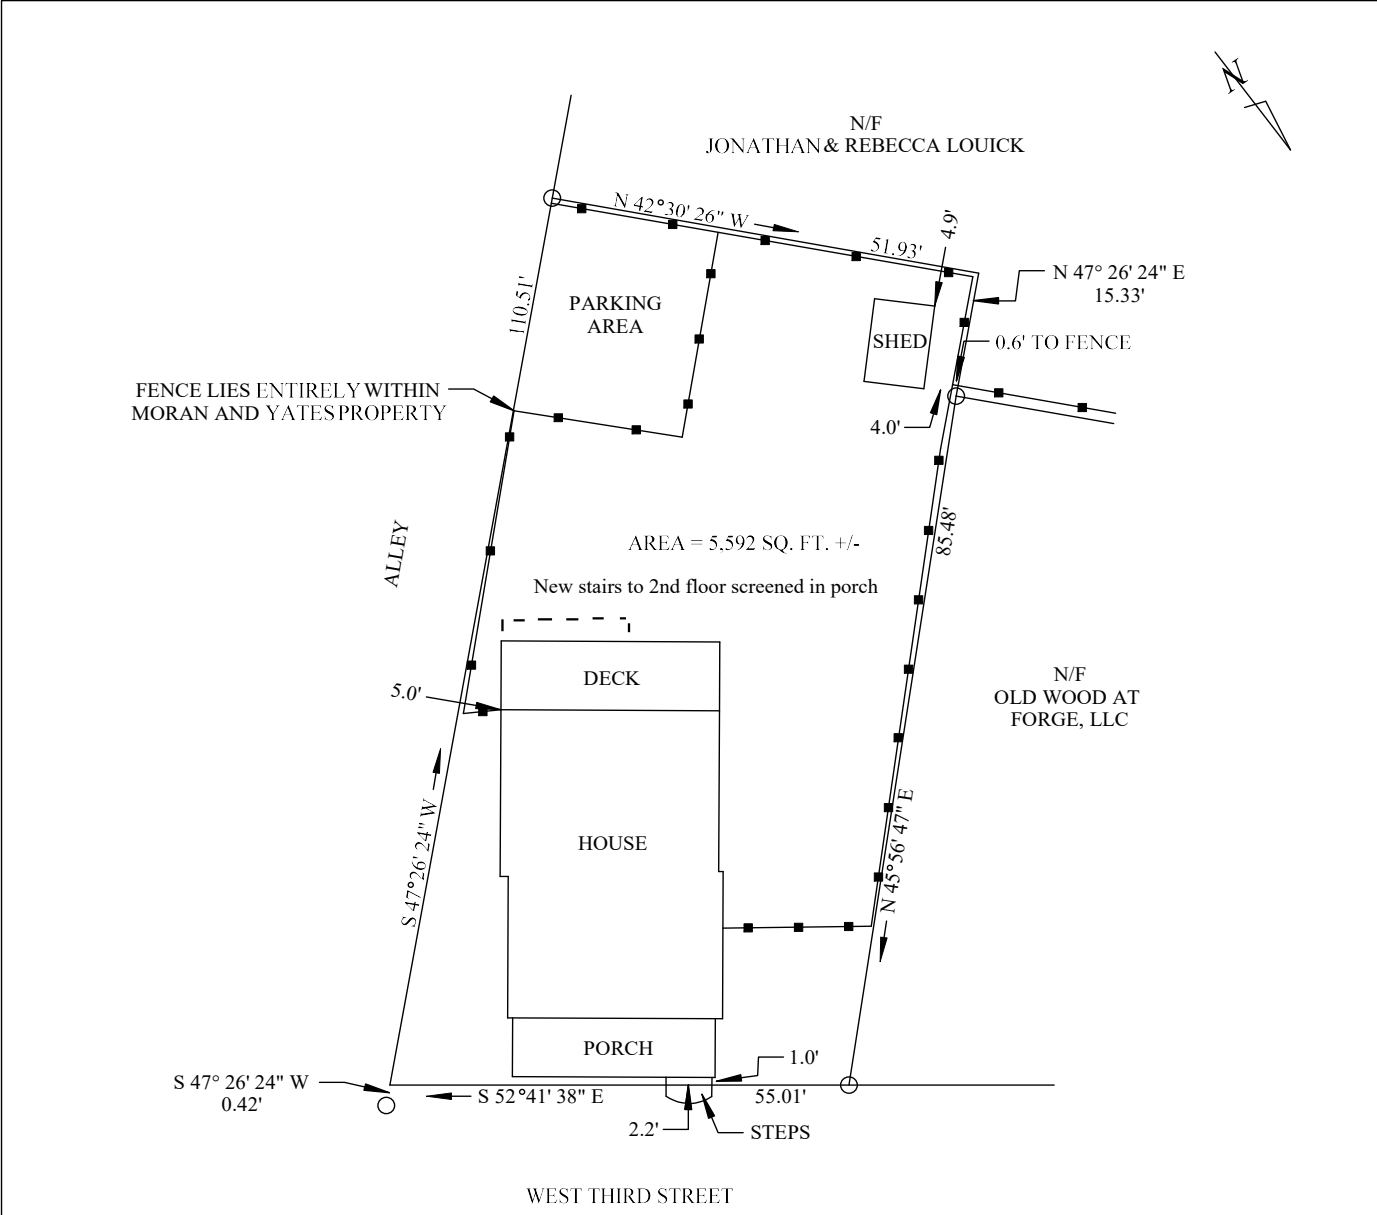 N
N/F
JONATHAN & REBECCA LOUICK
N 42°30' 26" W
51.93'
4.9'
N 47° 26' 24" E
15.33'
110.51'
PARKING
AREA
SHED
0.6' TO FENCE
FENCE LIES ENTIRELY WITHIN
MORAN AND YATES PROPERTY
4.0'
ALLEY
AREA = 5,592 SQ. FT. +/-
85.48'
New stairs to 2nd floor screened in porch
DECK
5.0'
N/F
OLD WOOD AT
FORGE, LLC
S 47°26' 24" W
HOUSE
N 45°56' 47" E
PORCH
1.0'
S 47° 26' 24" W
0.42'
S 52°41' 38" E
55.01'
2.2'
STEPS
WEST THIRD STREET